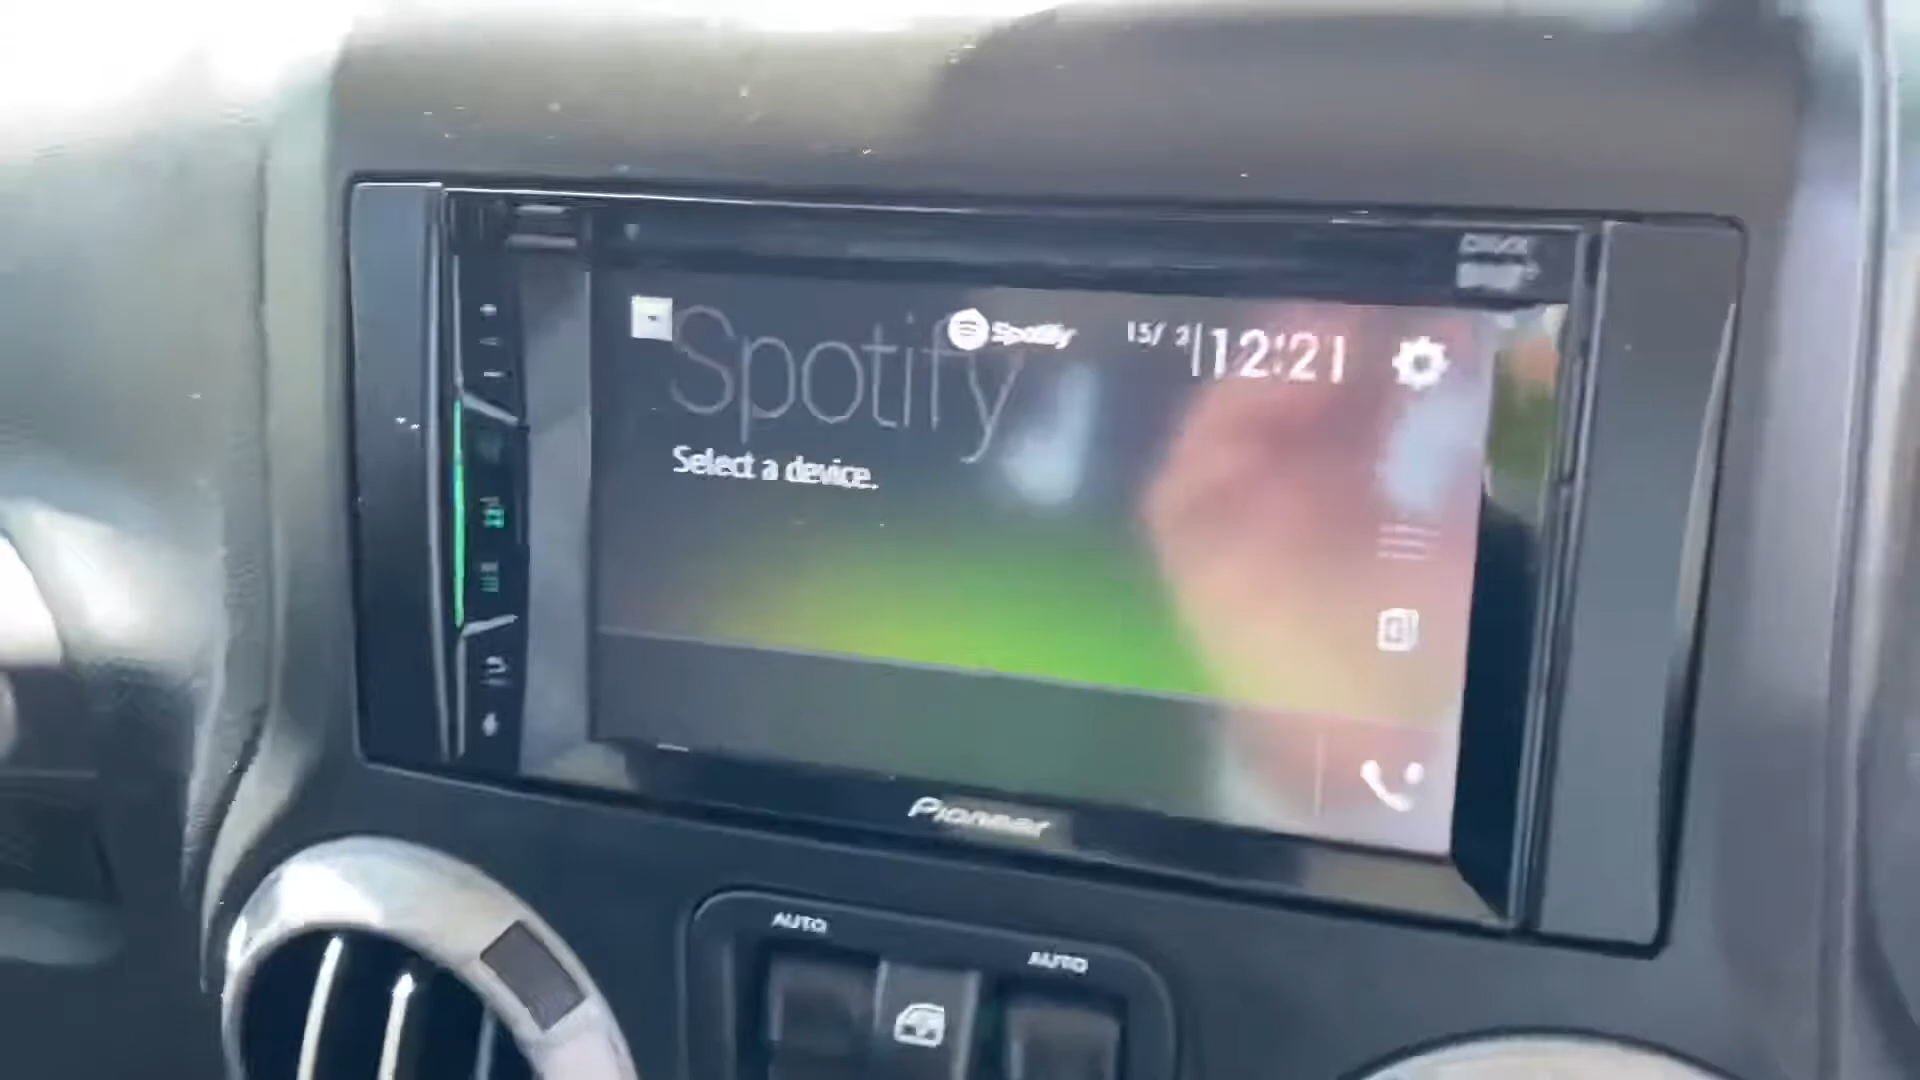 Spotify
Spotify
15/ 2
12:21
Select a device.
Pioneer
AUTO
AUTO